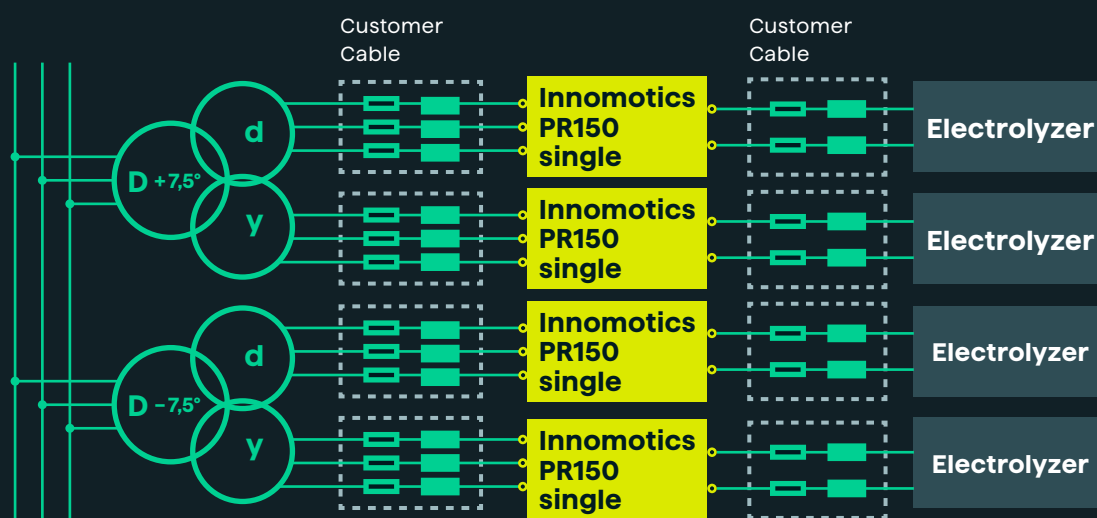 Customer
Cable
Customer
Cable
d
D +7,5°
y
Innomotics
PR150
single
Electrolyzer
Innomotics
PR150
single
Electrolyzer
d
D −7,5°
y
Innomotics
PR150
single
Electrolyzer
Innomotics
PR150
single
Electrolyzer